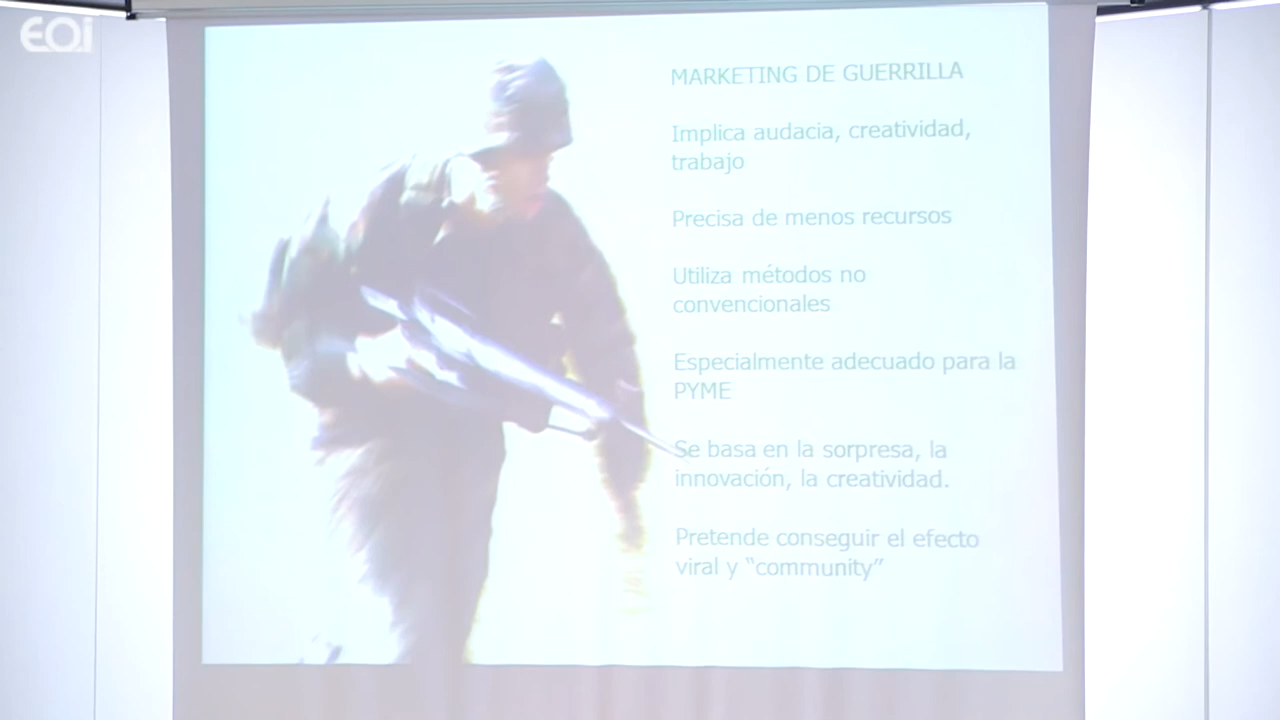 EOi
MARKETING DE GUERRILLA
Implica audacia, creatividad,
trabajo
Precisa de menos recursos
Utiliza métodos no
convencionales
Especialmente adecuado para la
PYME
Se basa en la sorpresa, la
innovación, la creatividad.
Pretende conseguir el efecto
viral y “community”